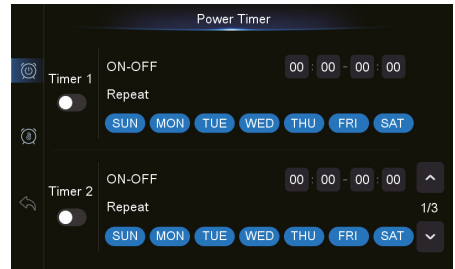 Power Timer
Timer 1
ON-OFF 00 : 00 - 00 : 00
Repeat
SUN MON TUE WED THU FRI SAT
Timer 2
ON-OFF 00 : 00 - 00 : 00
Repeat
1/3
SUN MON TUE WED THU FRI SAT